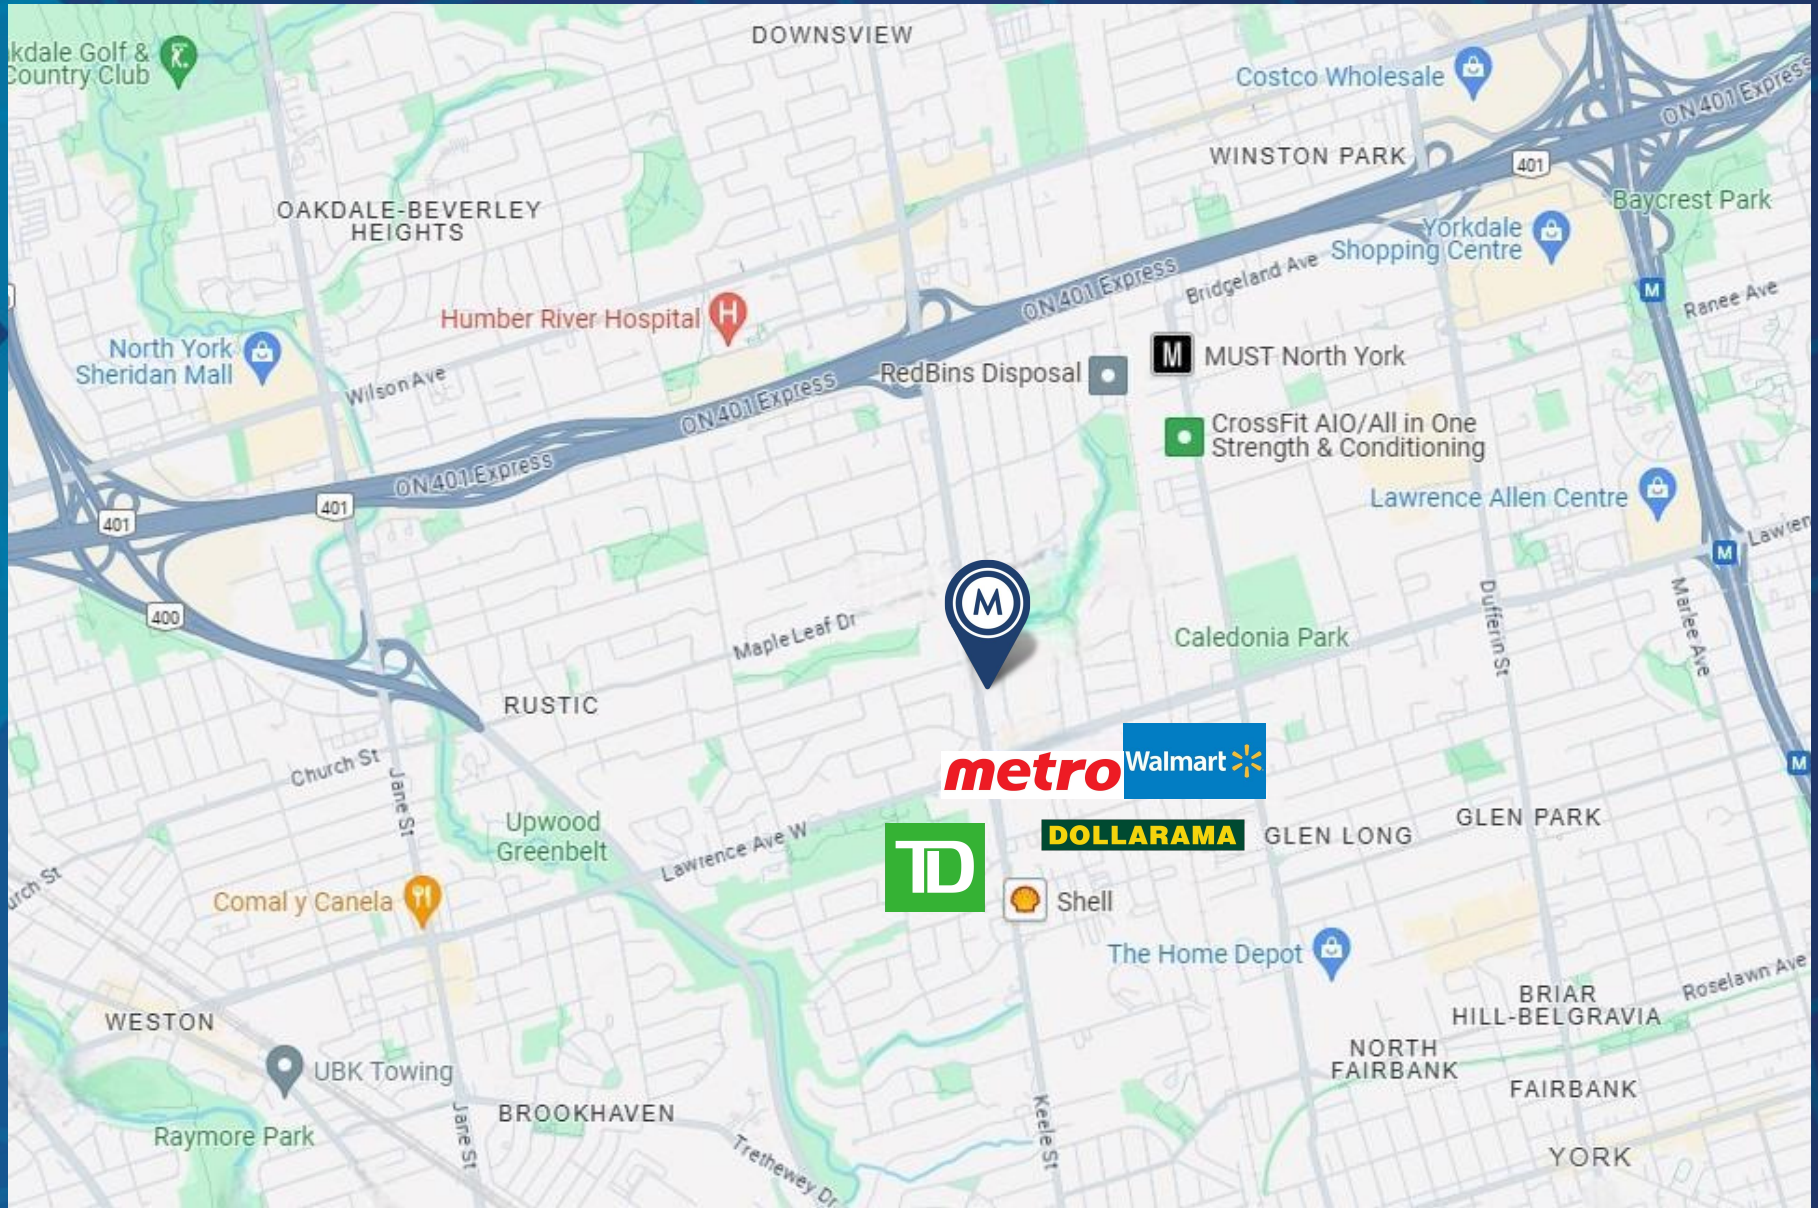 DOWNSVIEW
kdale Golf &
Country Club
Costco Wholesale
ON 401 Express
WINSTON PARK
401
Baycrest Park
OAKDALE-BEVERLEY
HEIGHTS
Yorkdale
Shopping Centre
ON 401 Express
Bridgeland Ave
M
Ranee Ave
Humber River Hospital
H
North York
Sheridan Mall
Wilson Ave
RedBins Disposal
M
MUST North York
ON 401 Express
CrossFit AIO/All in One
Strength & Conditioning
ON 401 Express
401
401
Lawrence Allen Centre
Lawren
M
400
M
Maple Leaf Dr
Caledonia Park
Dufferin St
Marlee Ave
RUSTIC
Church St
Jane St
metro
Walmart
M
Upwood
Greenbelt
Lawrence Ave W
TD
DOLLARAMA
GLEN LONG
GLEN PARK
urch St
Comal y Canela
Shell
The Home Depot
Roselawn Ave
BRIAR
HILL-BELGRAVIA
WESTON
UBK Towing
NORTH
FAIRBANK
FAIRBANK
BROOKHAVEN
Jane St
Keele St
Raymore Park
Trethewey Dr
YORK